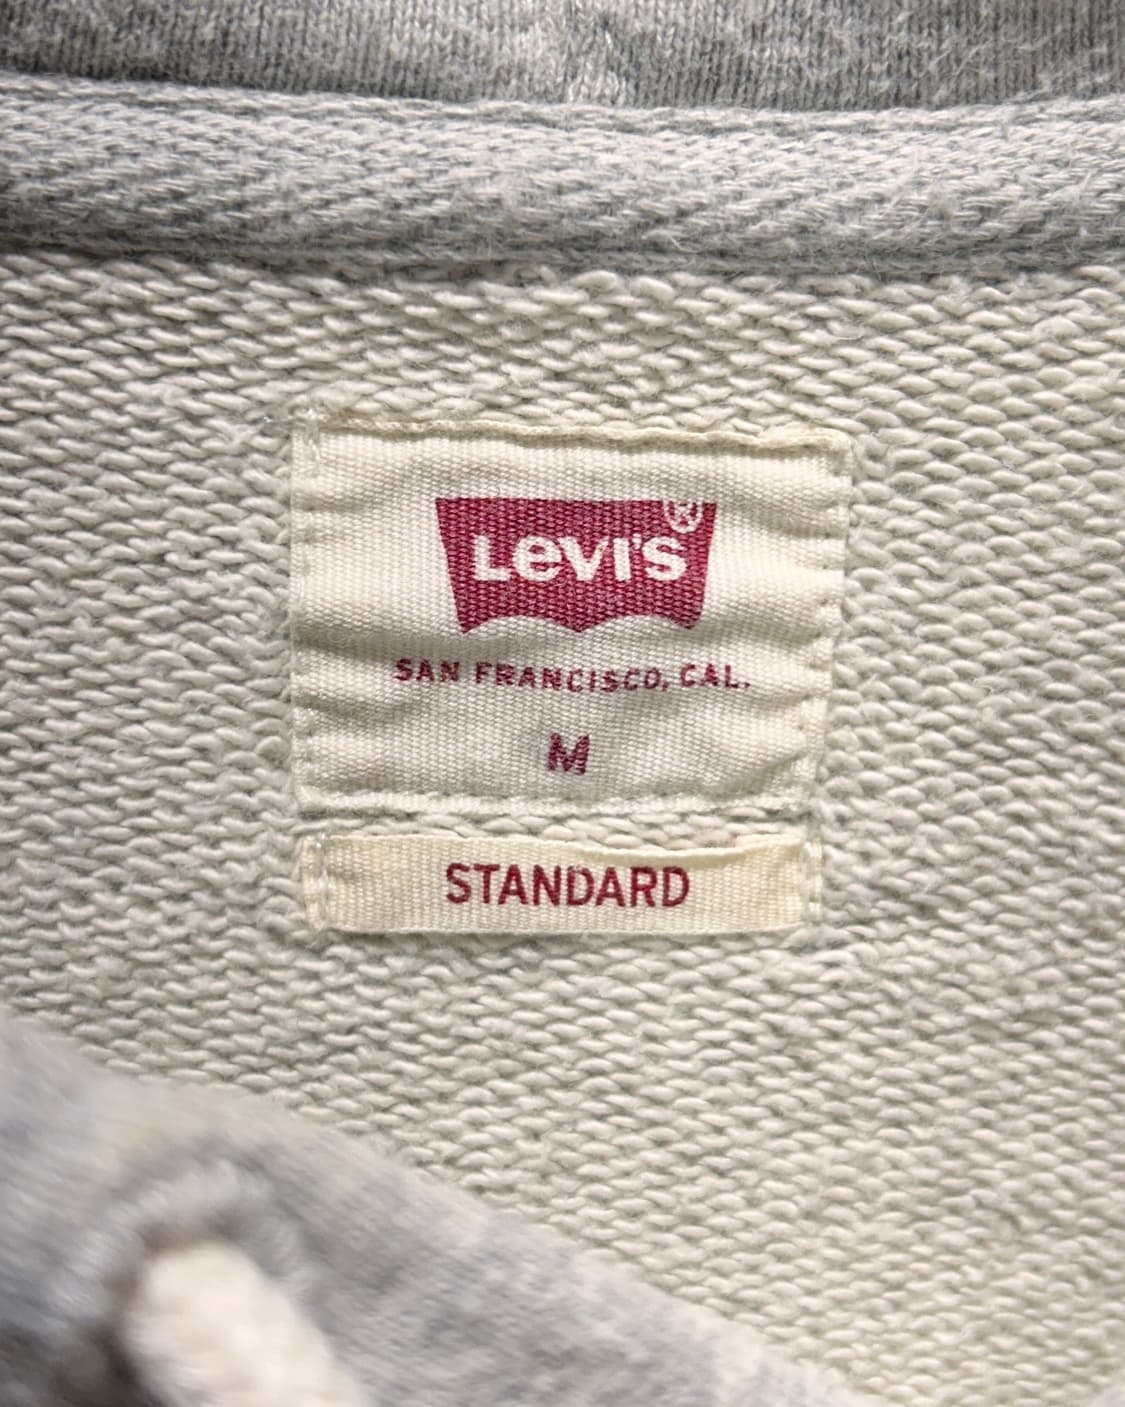 Levi's®
SAN FRANCISCO, CAL.
M
STANDARD